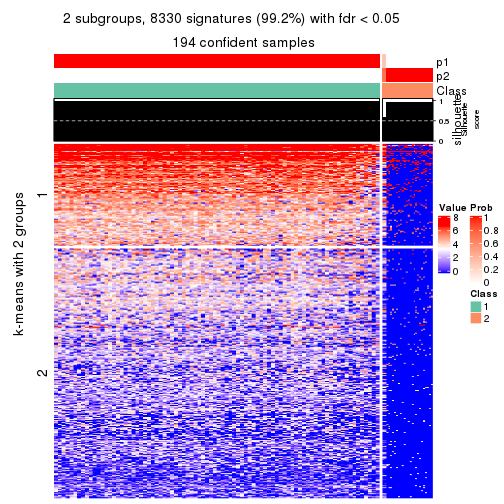 2 subgroups, 8330 signatures (99.2%) with fdr < 0.05
194 confident samples
p1
p2
Class
1
0.5
0
silhouette
Silhouette
score
k-means with 2 groups
1
2
Value
8
6
4
2
0
Prob
1
0.8
0.6
0.4
0.2
0
Class
1
2